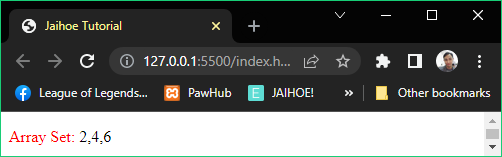 Jaihoe Tutorial
127.0.0.1:5500/index.h...
League of Legends... PawHub JAIHOE! » Other bookmarks
Array Set: 2,4,6